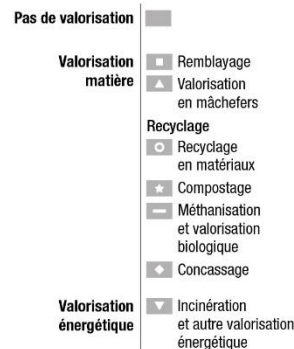 Pas de valorisation
Valorisation
matière
Remblayage
Valorisation
en mâchefers
Recyclage
Recyclage
en matériaux
Compostage
Méthanisation
et valorisation
biologique
Concassage
Valorisation
énergétique
Incinération
et autre valorisation
énergétique